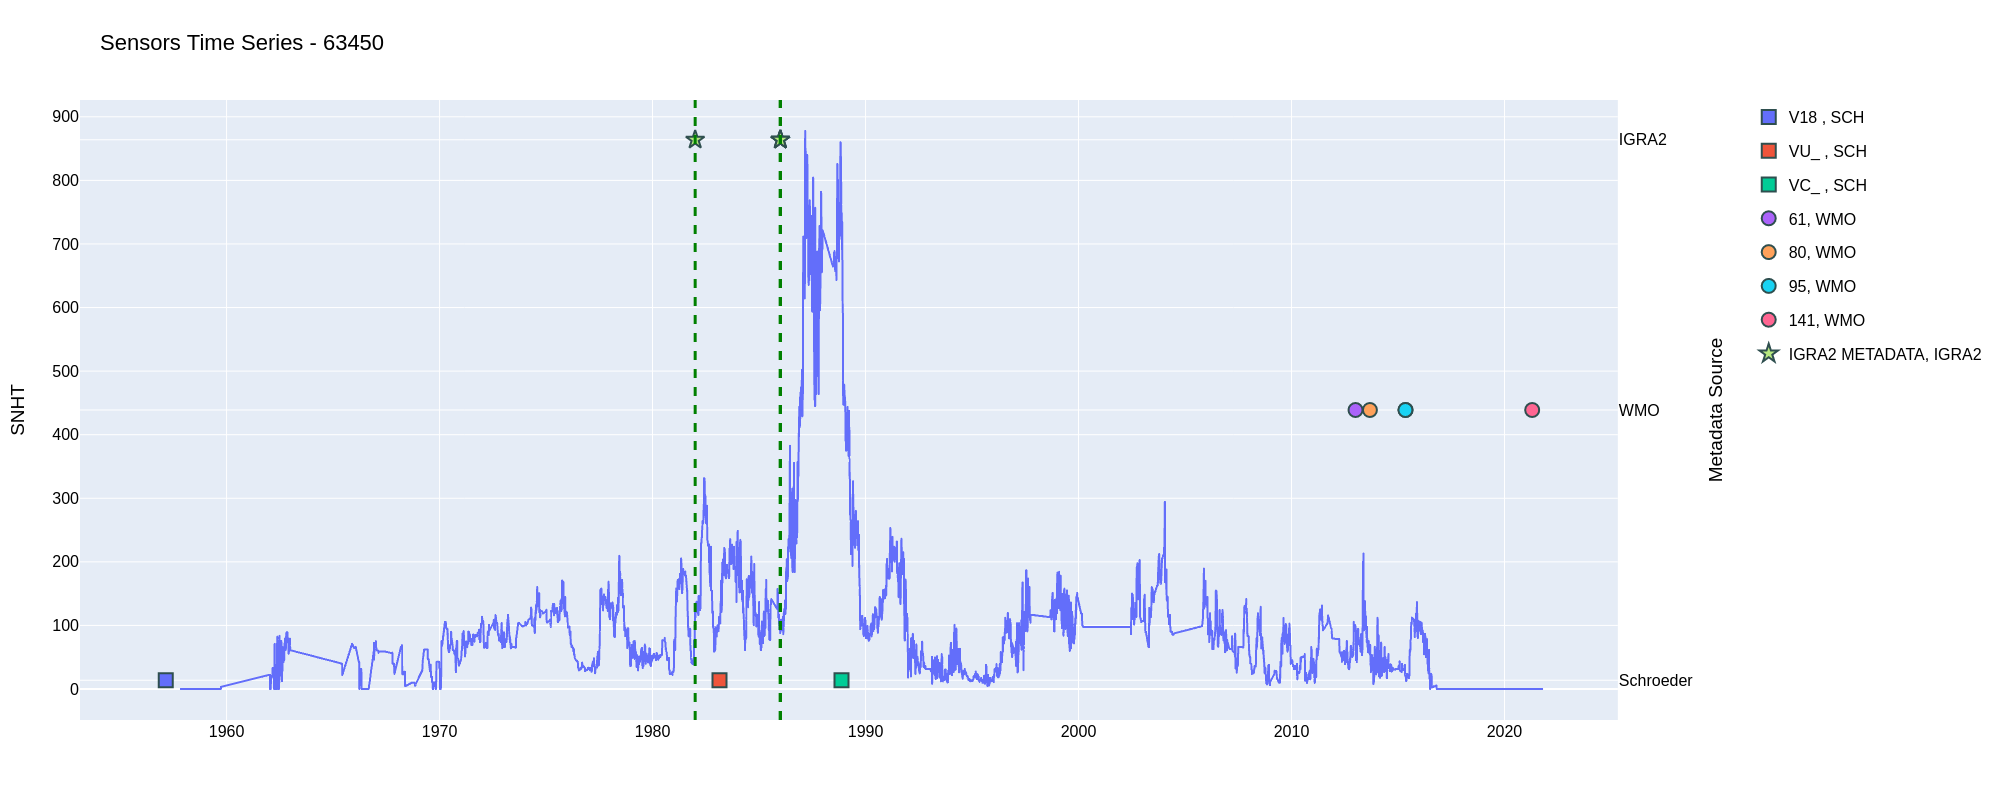 Sensors Time Series - 63450
900
800
700
600
500
400
300
200
100
0
SNHT
1960
1970
1980
1990
2000
2010
2020
IGRA2
WMO
Schroeder
Metadata Source
V18 , SCH
VU_ , SCH
VC_ , SCH
61, WMO
80, WMO
95, WMO
141, WMO
IGRA2 METADATA, IGRA2